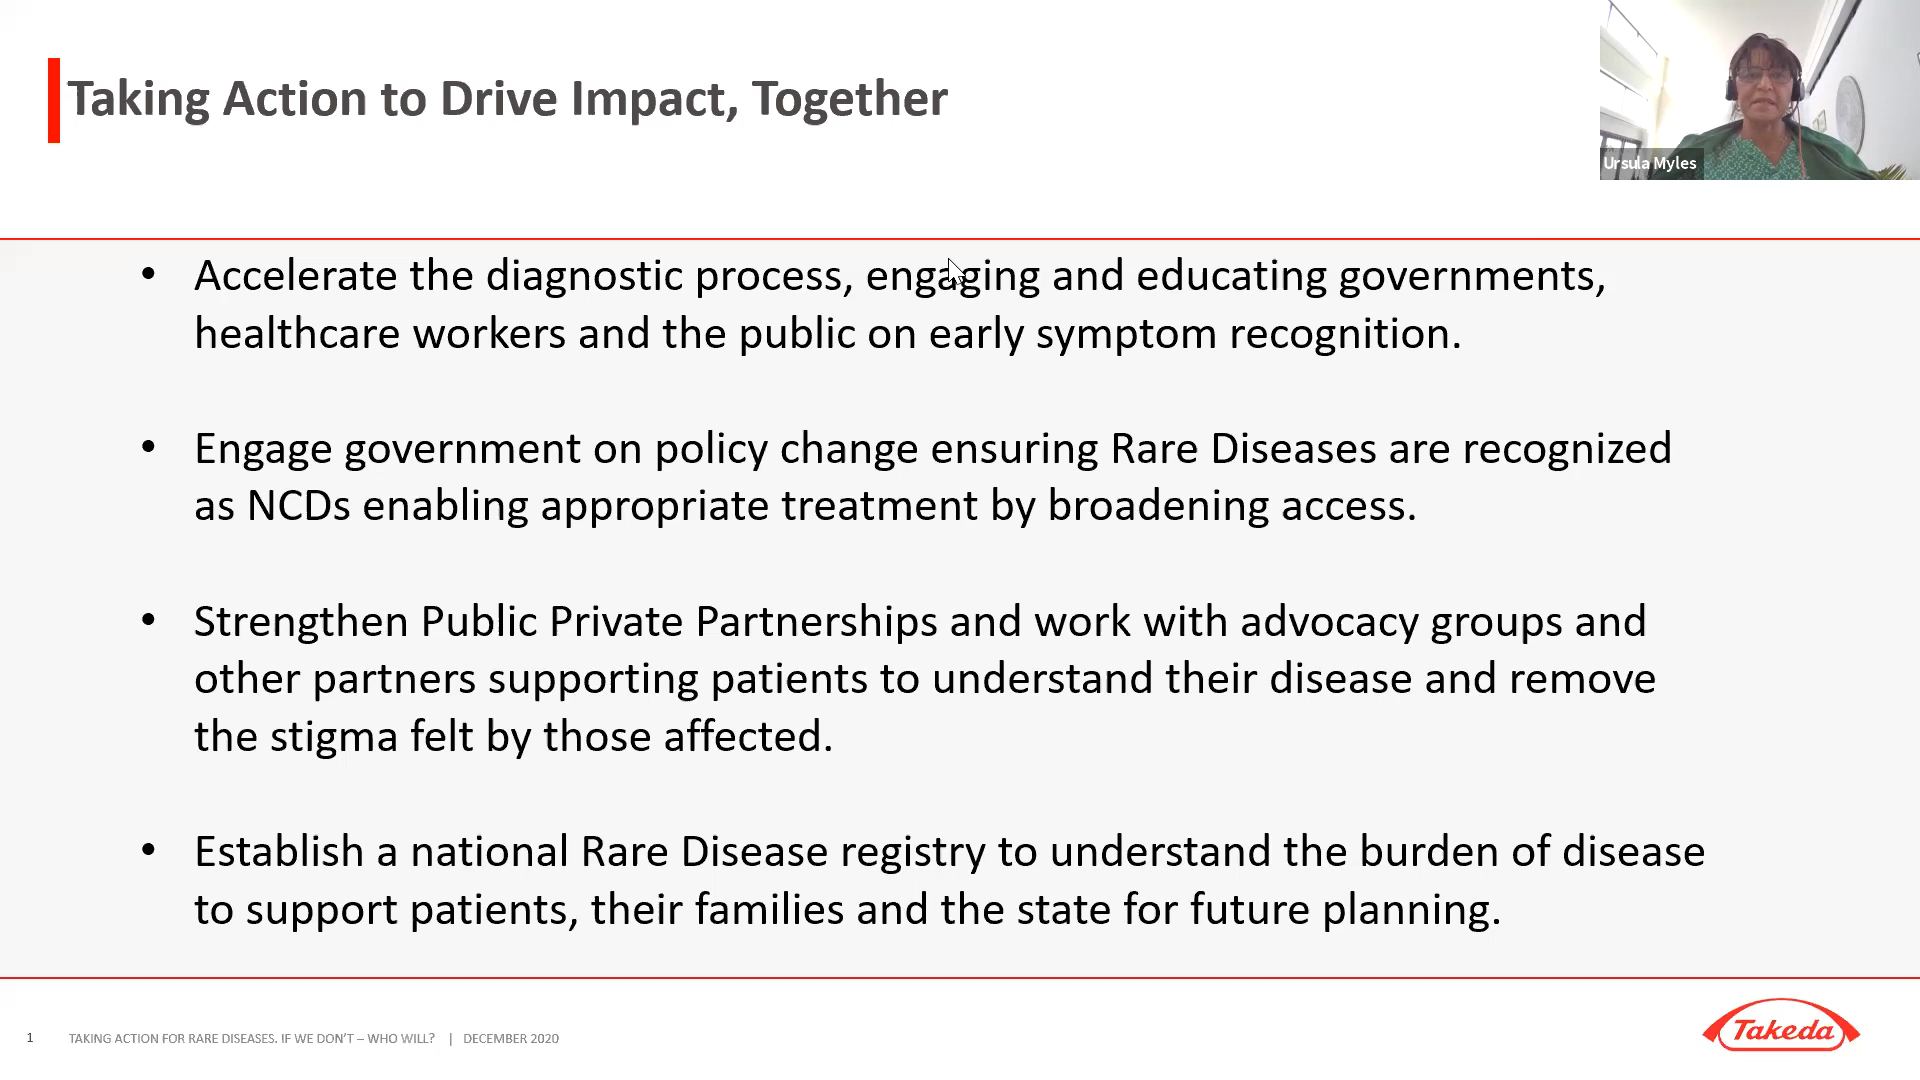 Taking Action to Drive Impact, Together
Ursula Myles
• Accelerate the diagnostic process, engaging and educating governments,
healthcare workers and the public on early symptom recognition.
• Engage government on policy change ensuring Rare Diseases are recognized
as NCDs enabling appropriate treatment by broadening access.
• Strengthen Public Private Partnerships and work with advocacy groups and
other partners supporting patients to understand their disease and remove
the stigma felt by those affected.
• Establish a national Rare Disease registry to understand the burden of disease
to support patients, their families and the state for future planning.
1 TAKING ACTION FOR RARE DISEASES. IF WE DON'T – WHO WILL? | DECEMBER 2020
Takeda